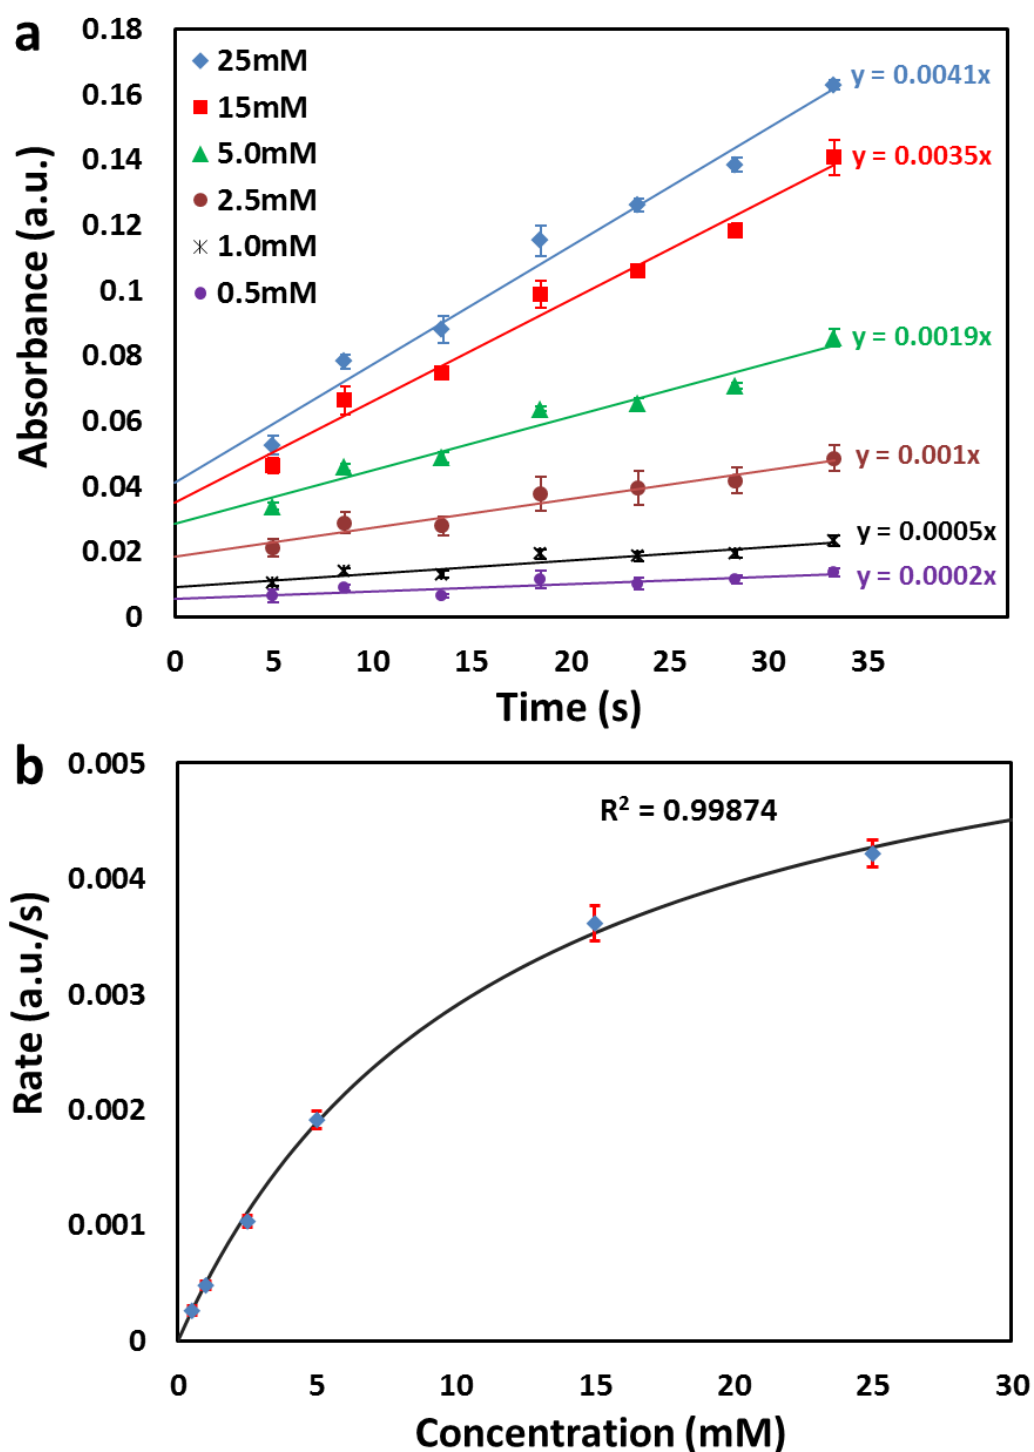 a
0.18
0.16
0.14
0.12
0.1
0.08
0.06
0.04
0.02
0
Absorbance (a.u.)
25mM
15mM
5.0mM
2.5mM
1.0mM
0.5mM
y = 0.0041x
y = 0.0035x
y = 0.0019x
y = 0.001x
y = 0.0005x
y = 0.0002x
0 5 10 15 20 25 30 35
Time (s)
b
0.005
0.004
0.003
0.002
0.001
0
Rate (a.u./s)
R² = 0.99874
0 5 10 15 20 25 30
Concentration (mM)